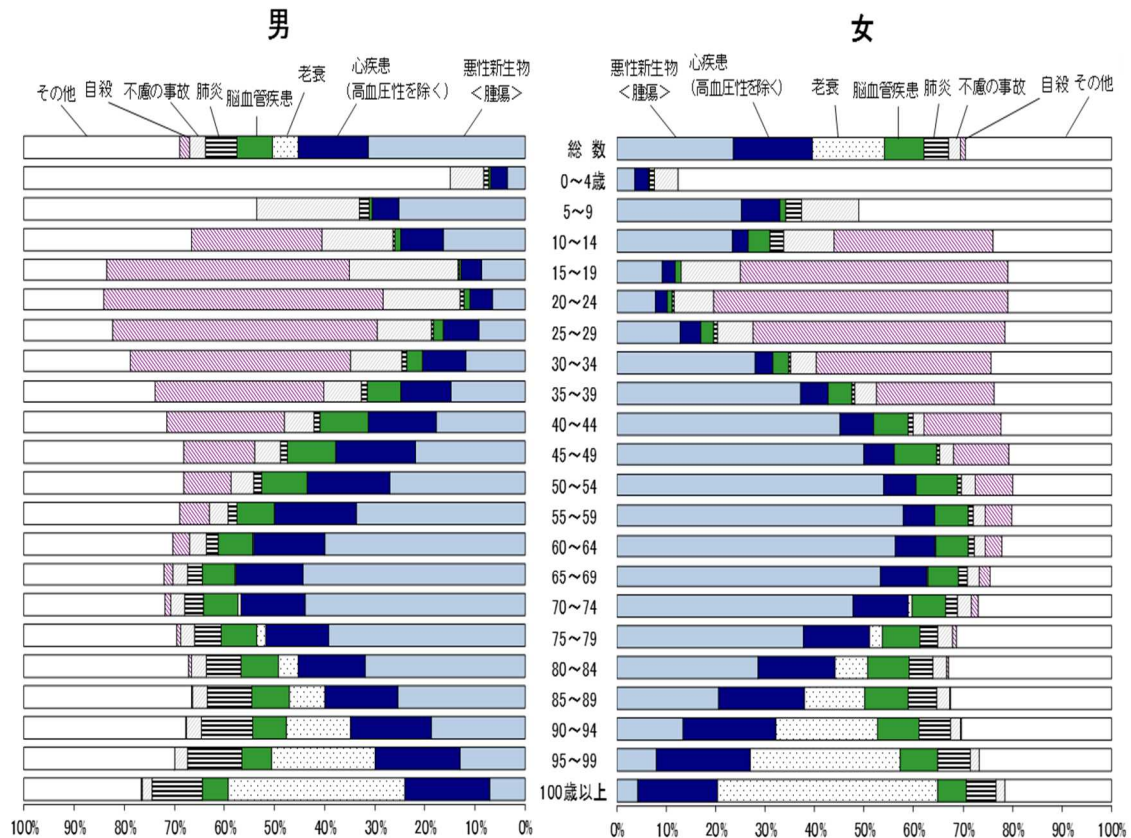 男
女
その他
自殺
不慮の事故
肺炎
脳血管疾患
老衰
心疾患
(高血圧性を除く)
悪性新生物
<腫瘍>
悪性新生物
<腫瘍>
心疾患
(高血圧性を除く)
老衰
脳血管疾患
肺炎
不慮の事故
自殺
その他
総数
0～4歳
5～9
10～14
15～19
20～24
25～29
30～34
35～39
40～44
45～49
50～54
55～59
60～64
65～69
70～74
75～79
80～84
85～89
90～94
95～99
100歳以上
100% 90% 80% 70% 60% 50% 40% 30% 20% 10% 0%
0% 10% 20% 30% 40% 50% 60% 70% 80% 90% 100%